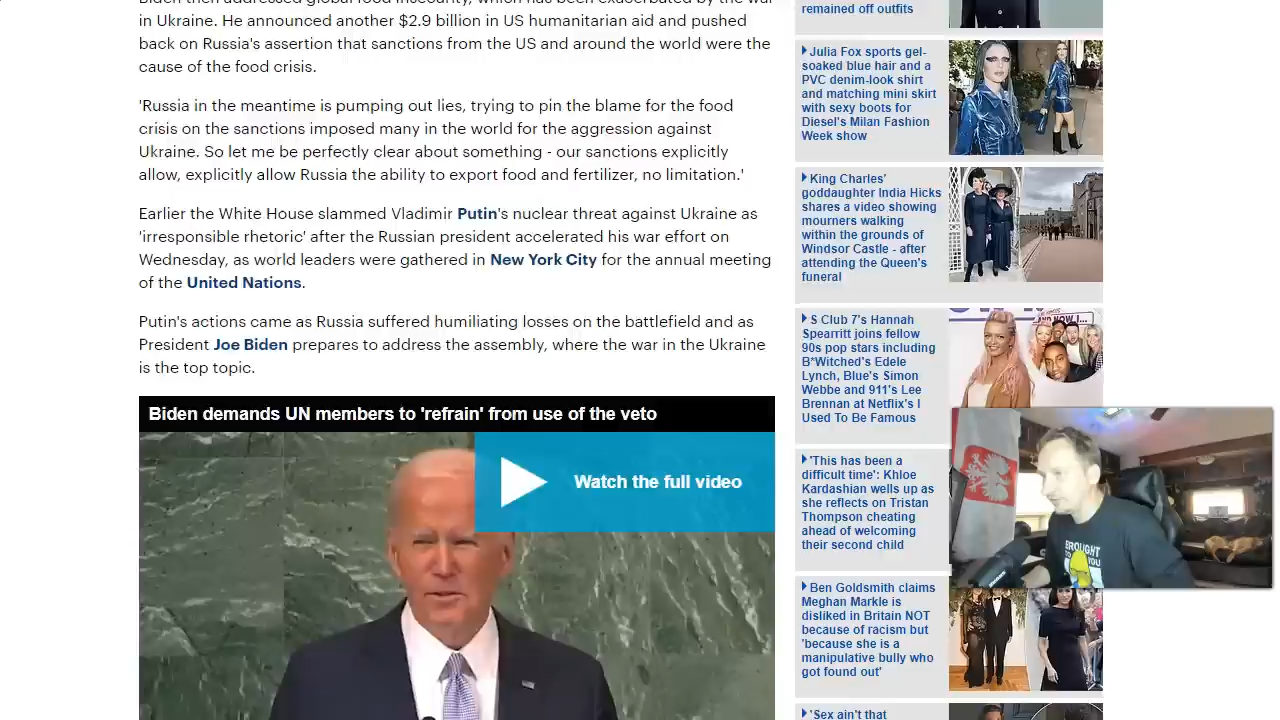 Biden then addressed global food insecurity, which has been exacerbated by the war
in Ukraine. He announced another $2.9 billion in US humanitarian aid and pushed
back on Russia's assertion that sanctions from the US and around the world were the
cause of the food crisis.
'Russia in the meantime is pumping out lies, trying to pin the blame for the food
crisis on the sanctions imposed many in the world for the aggression against
Ukraine. So let me be perfectly clear about something - our sanctions explicitly
allow, explicitly allow Russia the ability to export food and fertilizer, no limitation.'
Earlier the White House slammed Vladimir Putin's nuclear threat against Ukraine as
'irresponsible rhetoric' after the Russian president accelerated his war effort on
Wednesday, as world leaders were gathered in New York City for the annual meeting
of the United Nations.
Putin's actions came as Russia suffered humiliating losses on the battlefield and as
President Joe Biden prepares to address the assembly, where the war in the Ukraine
is the top topic.
Biden demands UN members to 'refrain' from use of the veto
Watch the full video
remained off outfits
Julia Fox sports gel-
soaked blue hair and a
PVC denim-look shirt
and matching mini skirt
with sexy boots for
Diesel's Milan Fashion
Week show
King Charles'
goddaughter India Hicks
shares a video showing
mourners walking
within the grounds of
Windsor Castle - after
attending the Queen's
funeral
S Club 7's Hannah
Spearritt joins fellow
90s pop stars including
B*Witched's Edele
Lynch, Blue's Simon
Webbe and 911's Lee
Brennan at Netflix's I
Used To Be Famous
AND NOW I...
'This has been a
difficult time': Khloe
Kardashian wells up as
she reflects on Tristan
Thompson cheating
ahead of welcoming
their second child
BROUGHT
TO YOU
Ben Goldsmith claims
Meghan Markle is
disliked in Britain NOT
because of racism but
'because she is a
manipulative bully who
got found out'
'Sex ain't that